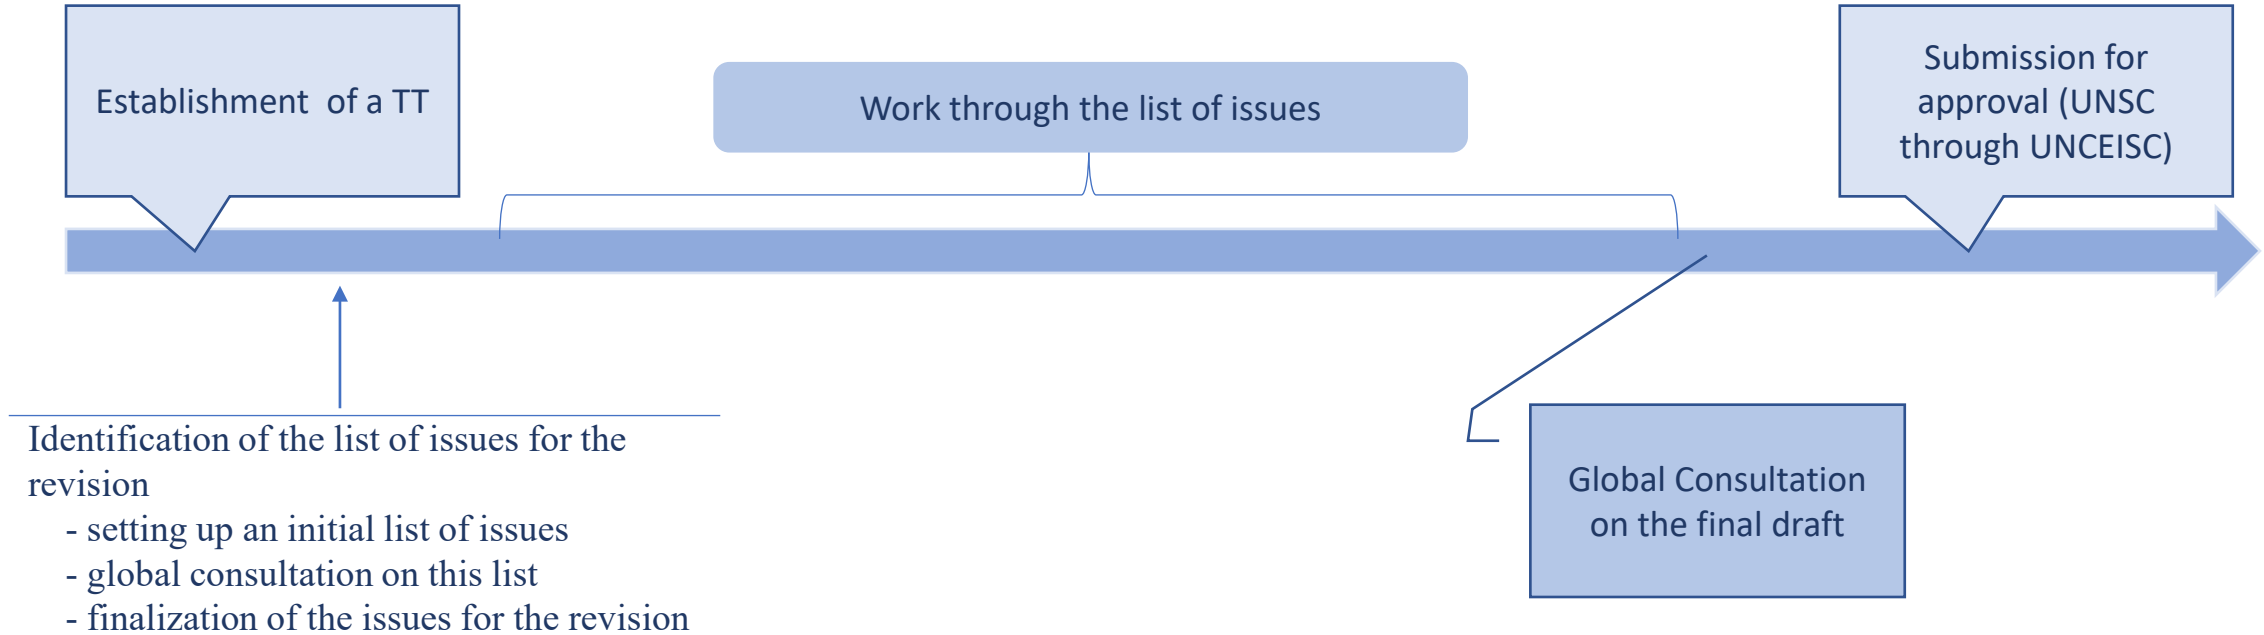 Establishment of a TT
Work through the list of issues
Submission for
approval (UNSC
through UNCEISC)
Identification of the list of issues for the
revision
- setting up an initial list of issues
- global consultation on this list
- finalization of the issues for the revision
Global Consultation
on the final draft